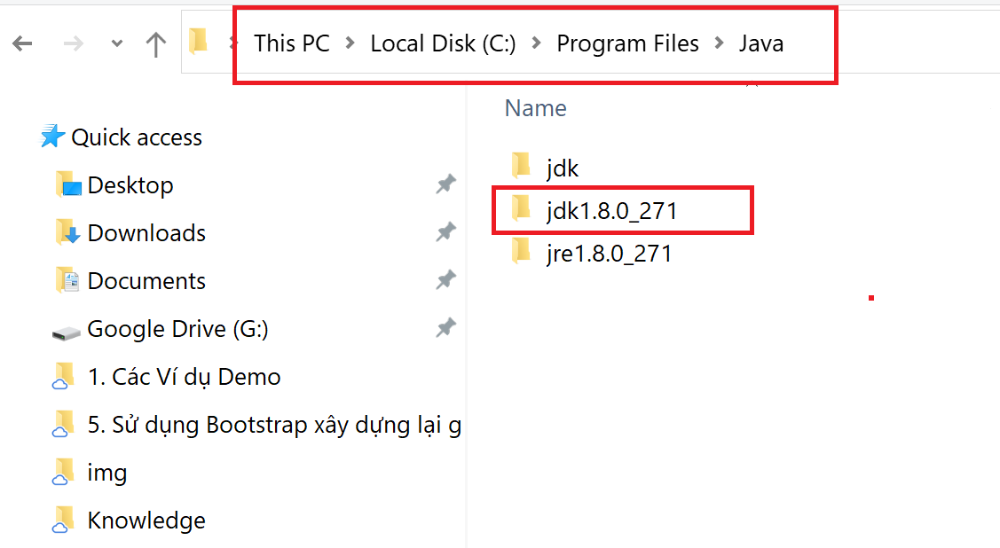 This PC > Local Disk (C:) > Program Files > Java
Name
Quick access
Desktop
Downloads
Documents
Google Drive (G:)
1. Các Ví dụ Demo
5. Sử dụng Bootstrap xây dựng lại g
img
Knowledge
jdk
jdk1.8.0_271
jre1.8.0_271